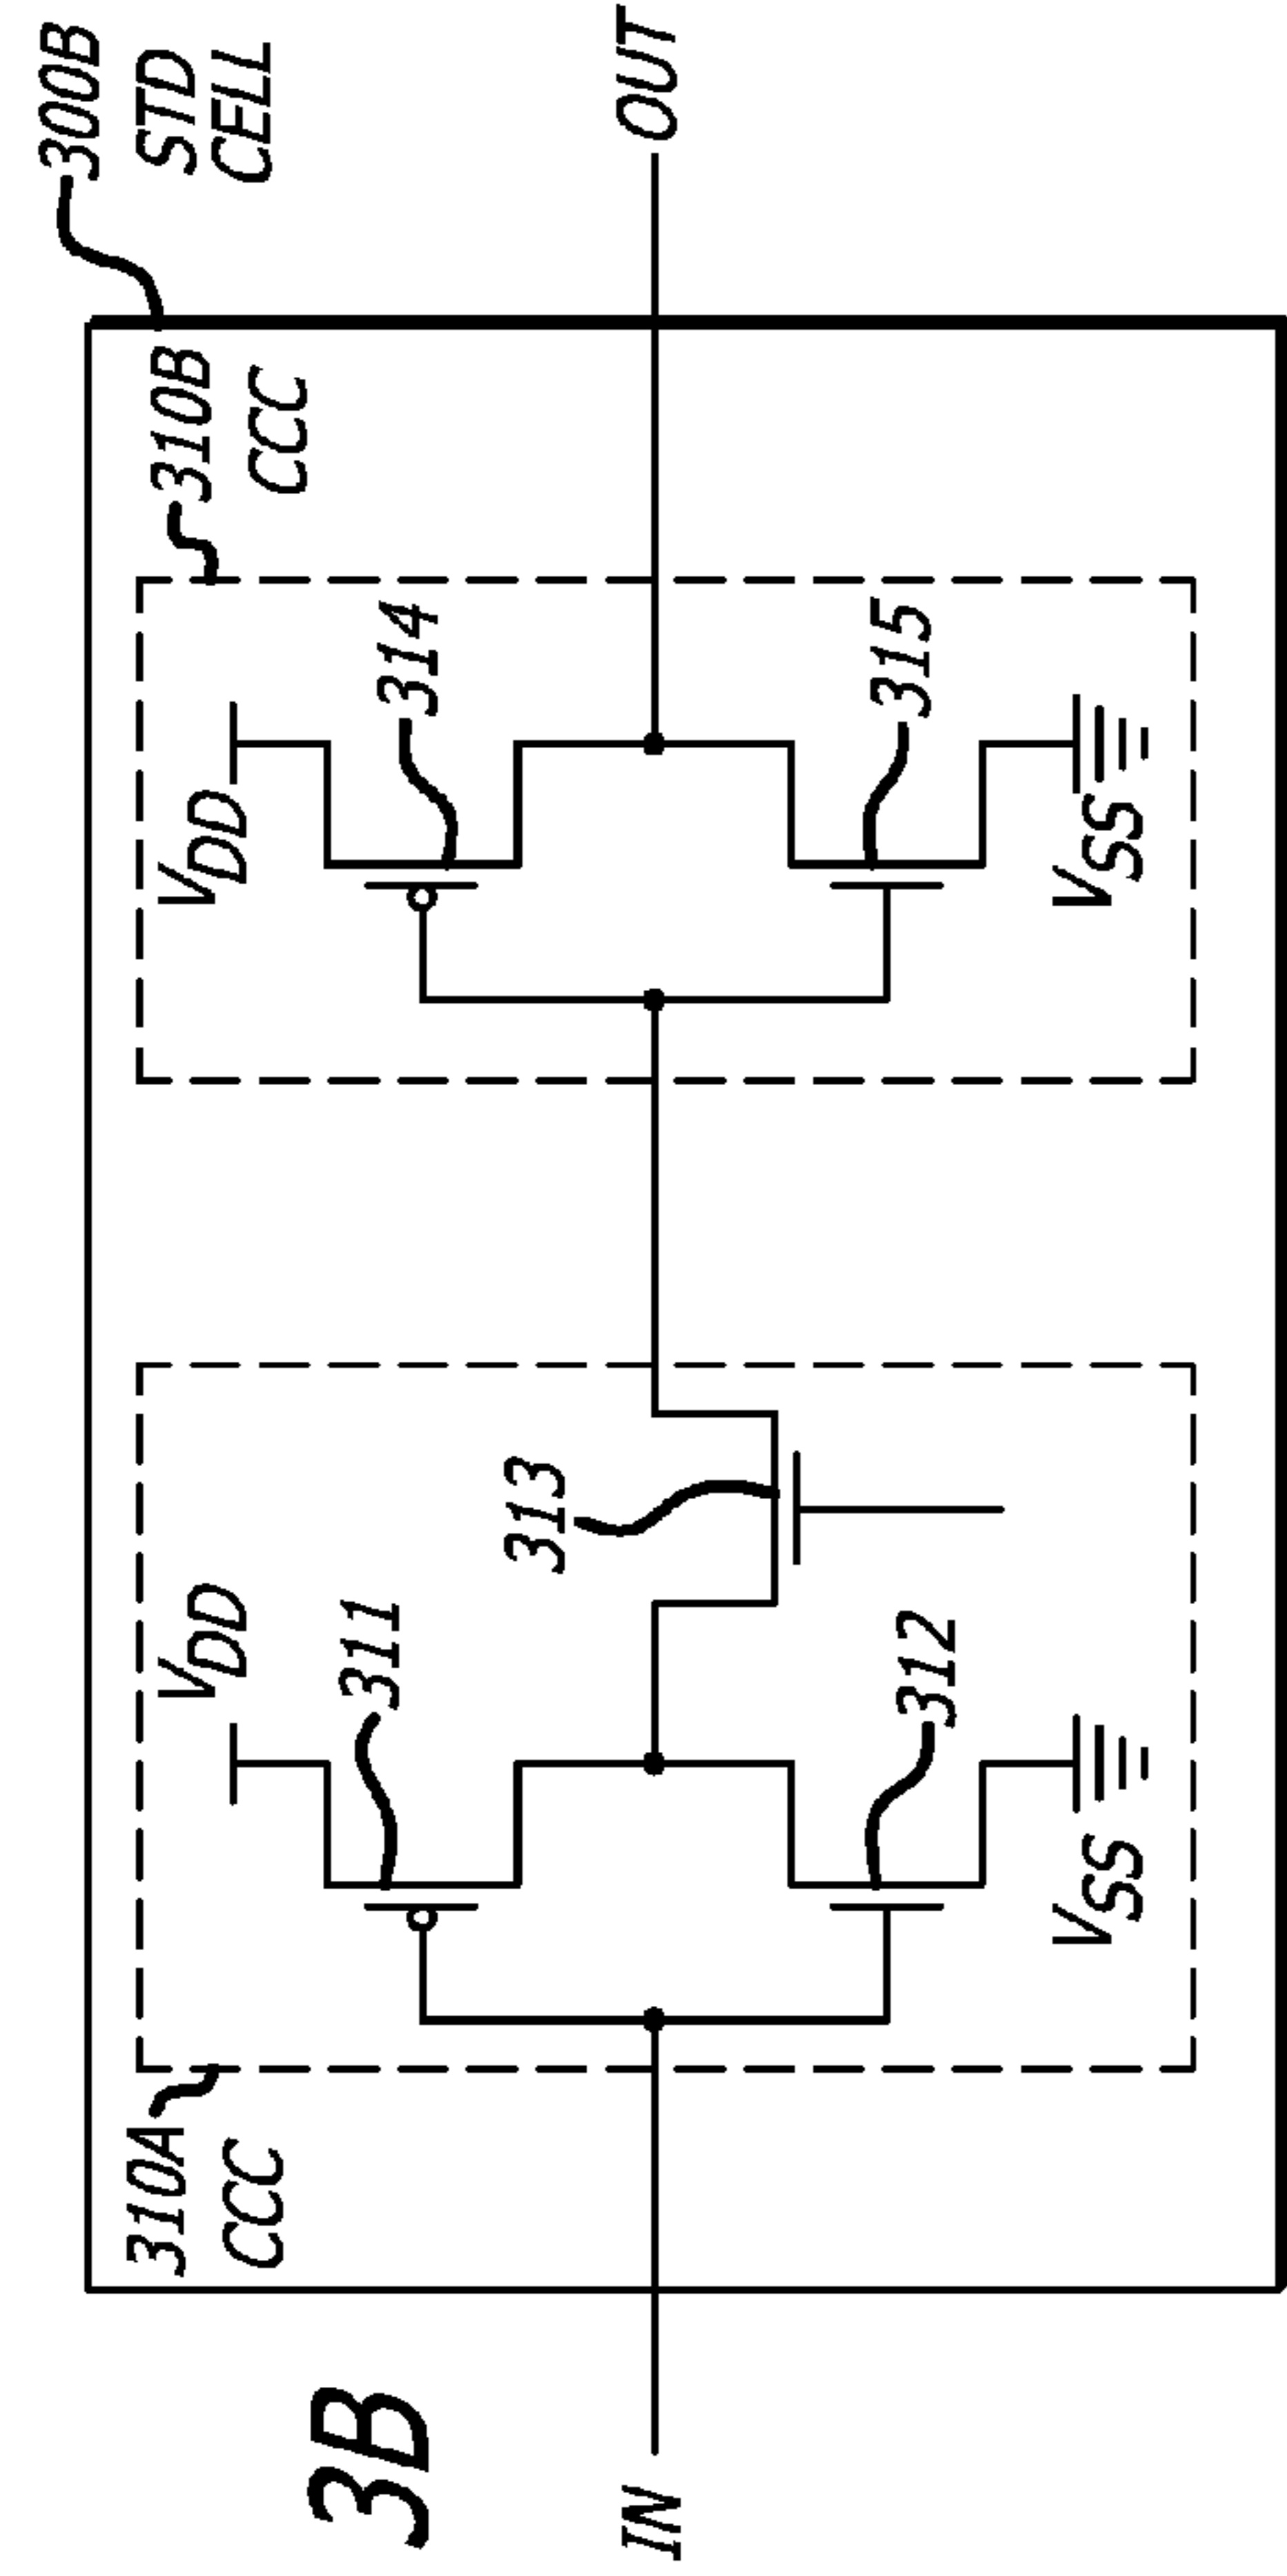 3B
300B
STD
CELL
310A
CCC
310B
CCC
VDD
311
313
VDD
314
IN
OUT
312
315
VSS
VSS